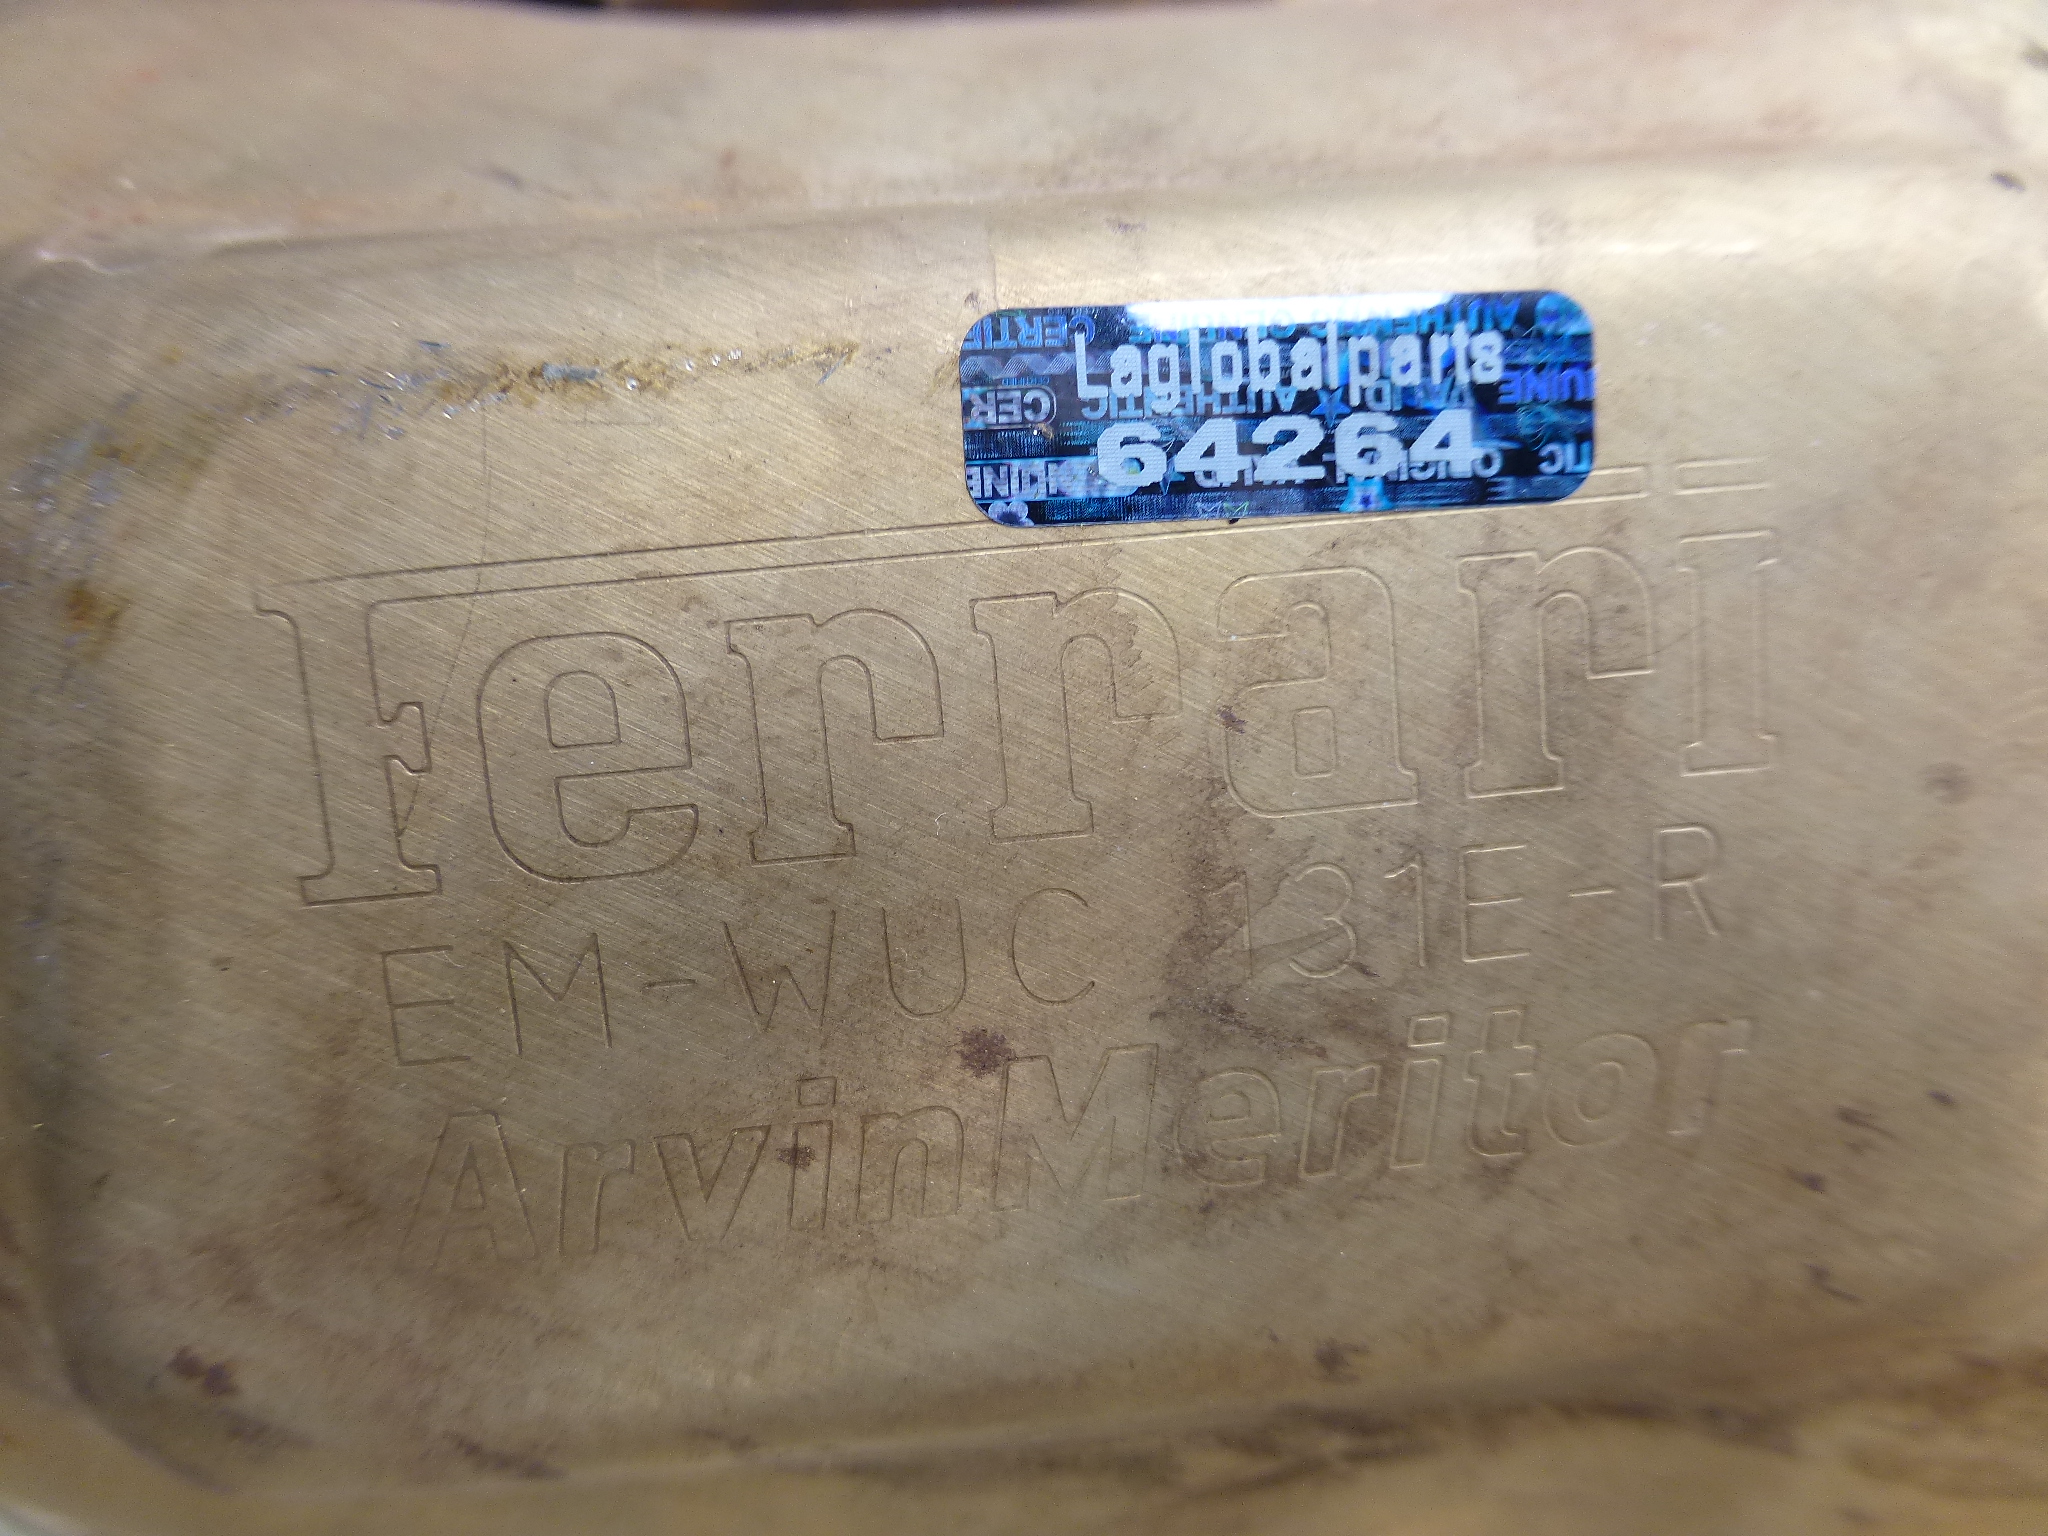 Laglobalparts
64264
Ferrari
EM-WUC 131E-R
ArvinMeritor